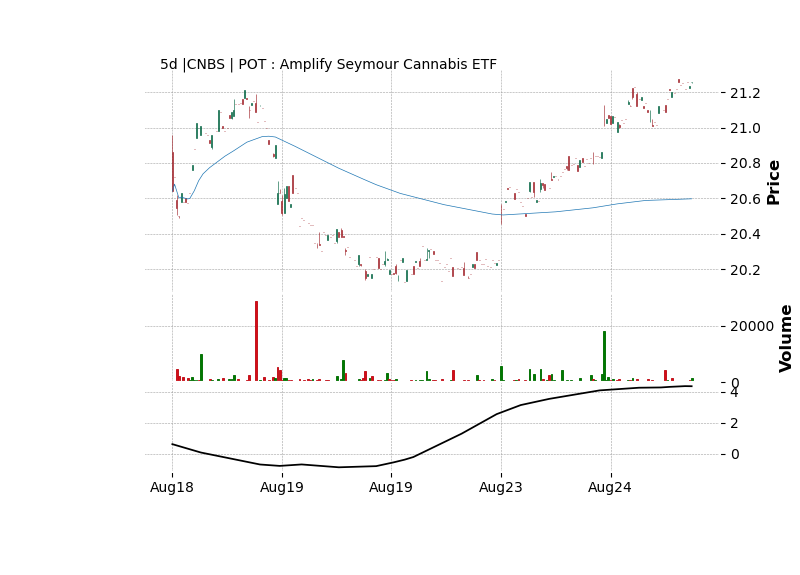 5d |CNBS | POT : Amplify Seymour Cannabis ETF
21.2
21.0
20.8
20.6
20.4
20.2
Price
20000
0
Volume
4
2
0
Aug18 Aug19 Aug19 Aug23 Aug24